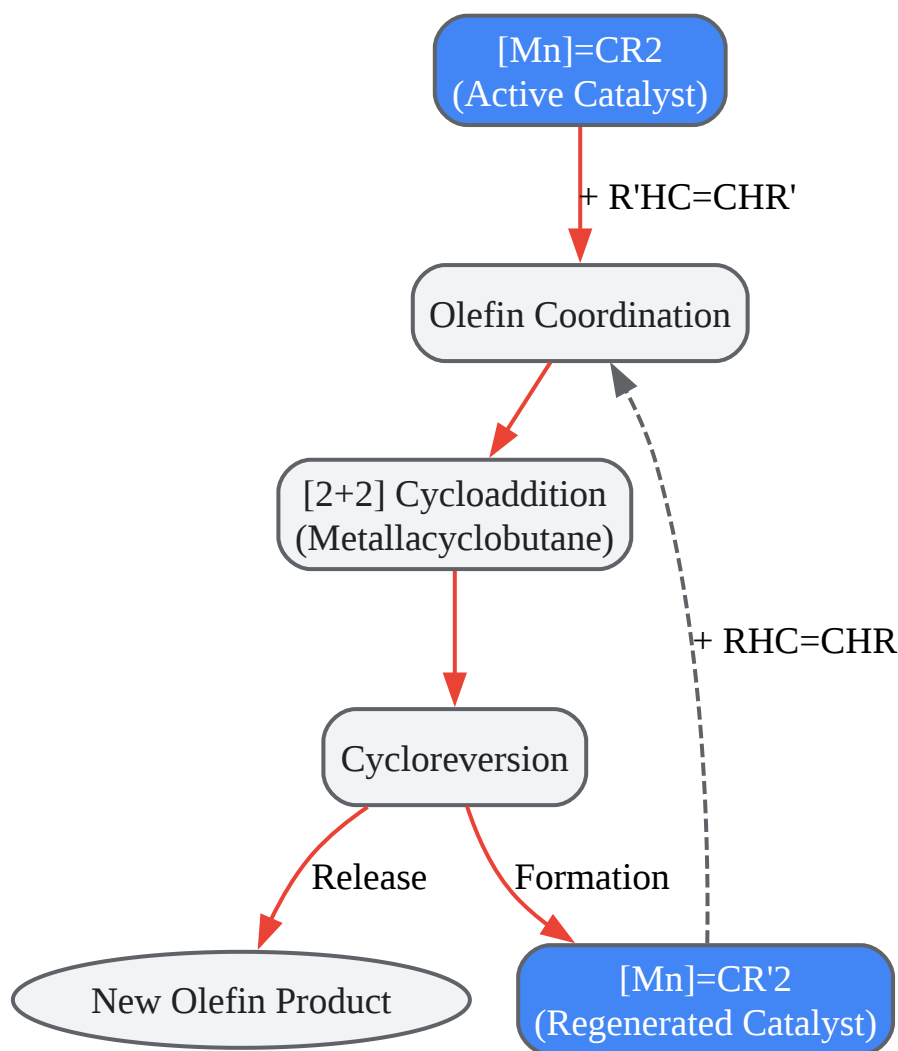 [Mn]=CR2
(Active Catalyst)
+ R'HC=CHR'
Olefin Coordination
[2+2] Cycloaddition
(Metallacyclobutane)
+ RHC=CHR
Cycloreversion
Release
Formation
New Olefin Product
[Mn]=CR'2
(Regenerated Catalyst)